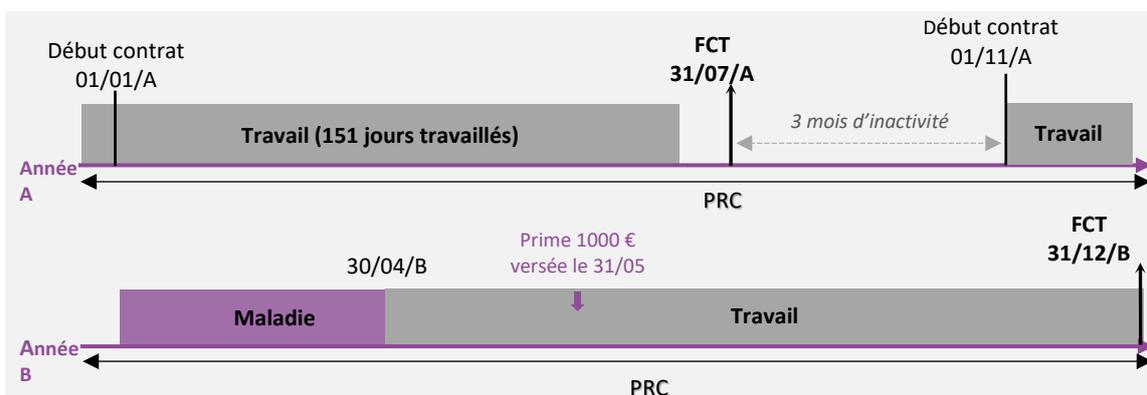 Début contrat
01/01/A
FCT
31/07/A
Début contrat
01/11/A
Travail (151 jours travaillés)
3 mois d’inactivité
Travail
Année
A
PRC
FCT
31/12/B
Prime 1000 €
versée le 31/05
30/04/B
Maladie
Travail
Année
B
PRC